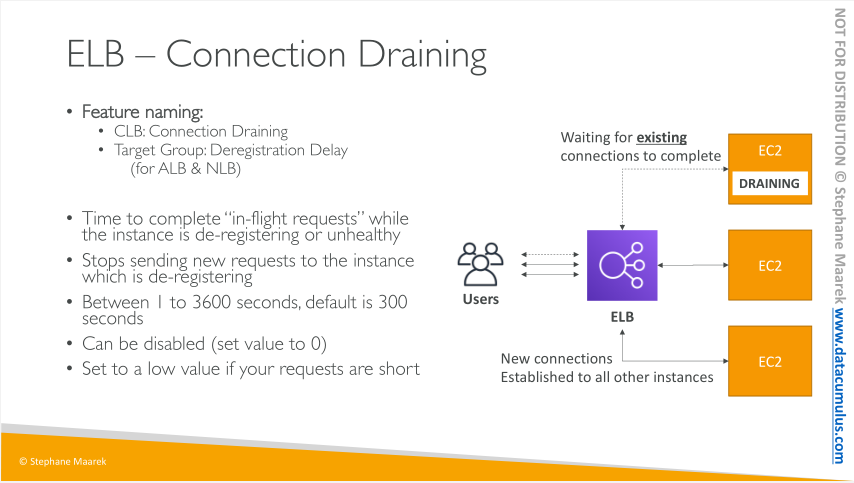 ELB – Connection Draining
• Feature naming:
• CLB: Connection Draining
• Target Group: Deregistration Delay
(for ALB & NLB)
• Time to complete “in-flight requests” while
the instance is de-registering or unhealthy
• Stops sending new requests to the instance
which is de-registering
• Between 1 to 3600 seconds, default is 300
seconds
• Can be disabled (set value to 0)
• Set to a low value if your requests are short
Waiting for existing
connections to complete
EC2
DRAINING
Users
ELB
EC2
New connections
Established to all other instances
EC2
© Stephane Maarek
NOT FOR DISTRIBUTION © Stephane Maarek www.datacumulus.com